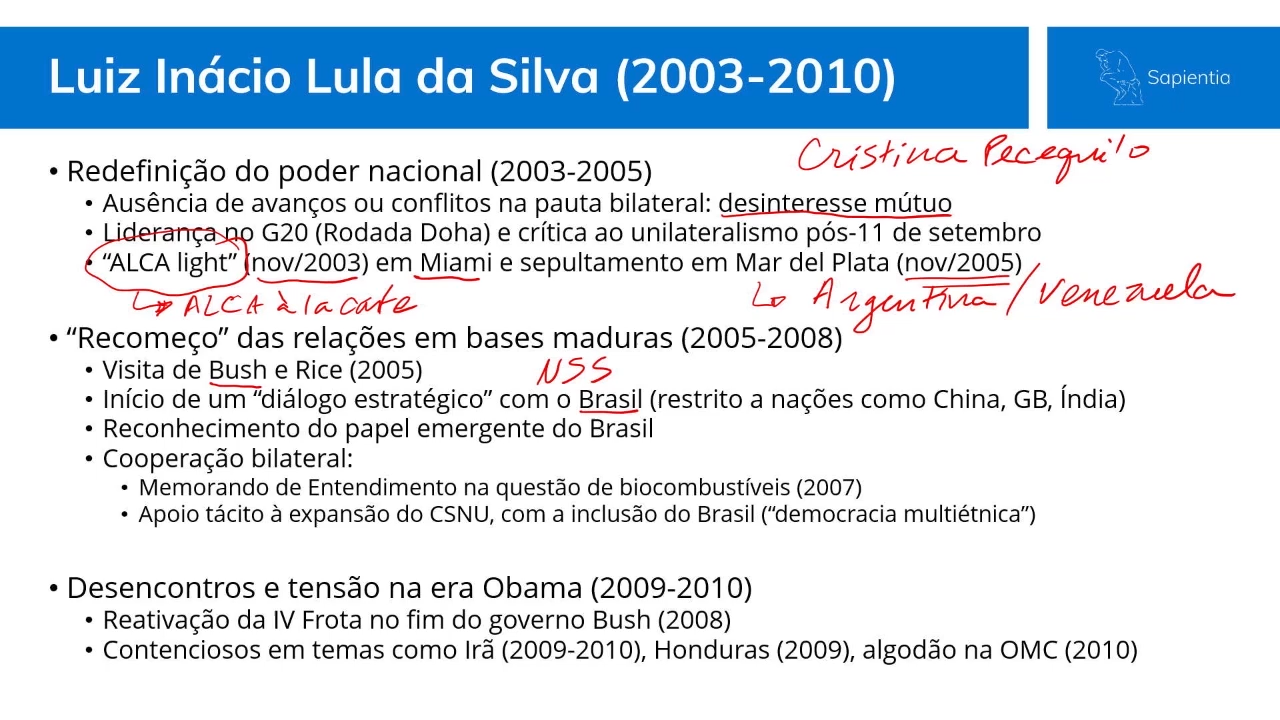 Luiz Inácio Lula da Silva (2003-2010)
Sapientia
Cristina Pecequilo
• Redefinição do poder nacional (2003-2005)
• Ausência de avanços ou conflitos na pauta bilateral: desinteresse mútuo
• Liderança no G20 (Rodada Doha) e crítica ao unilateralismo pós-11 de setembro
• “ALCA light” (nov/2003) em Miami e sepultamento em Mar del Plata (nov/2005)
ALCA à la carte
Argentina/Venezuela
• “Recomeço” das relações em bases maduras (2005-2008)
• Visita de Bush e Rice (2005)
NSS
• Início de um “diálogo estratégico” com o Brasil (restrito a nações como China, GB, Índia)
• Reconhecimento do papel emergente do Brasil
• Cooperação bilateral:
• Memorando de Entendimento na questão de biocombustíveis (2007)
• Apoio tácito à expansão do CSNU, com a inclusão do Brasil (“democracia multiétnica”)
• Desencontros e tensão na era Obama (2009-2010)
• Reativação da IV Frota no fim do governo Bush (2008)
• Contenciosos em temas como Irã (2009-2010), Honduras (2009), algodão na OMC (2010)